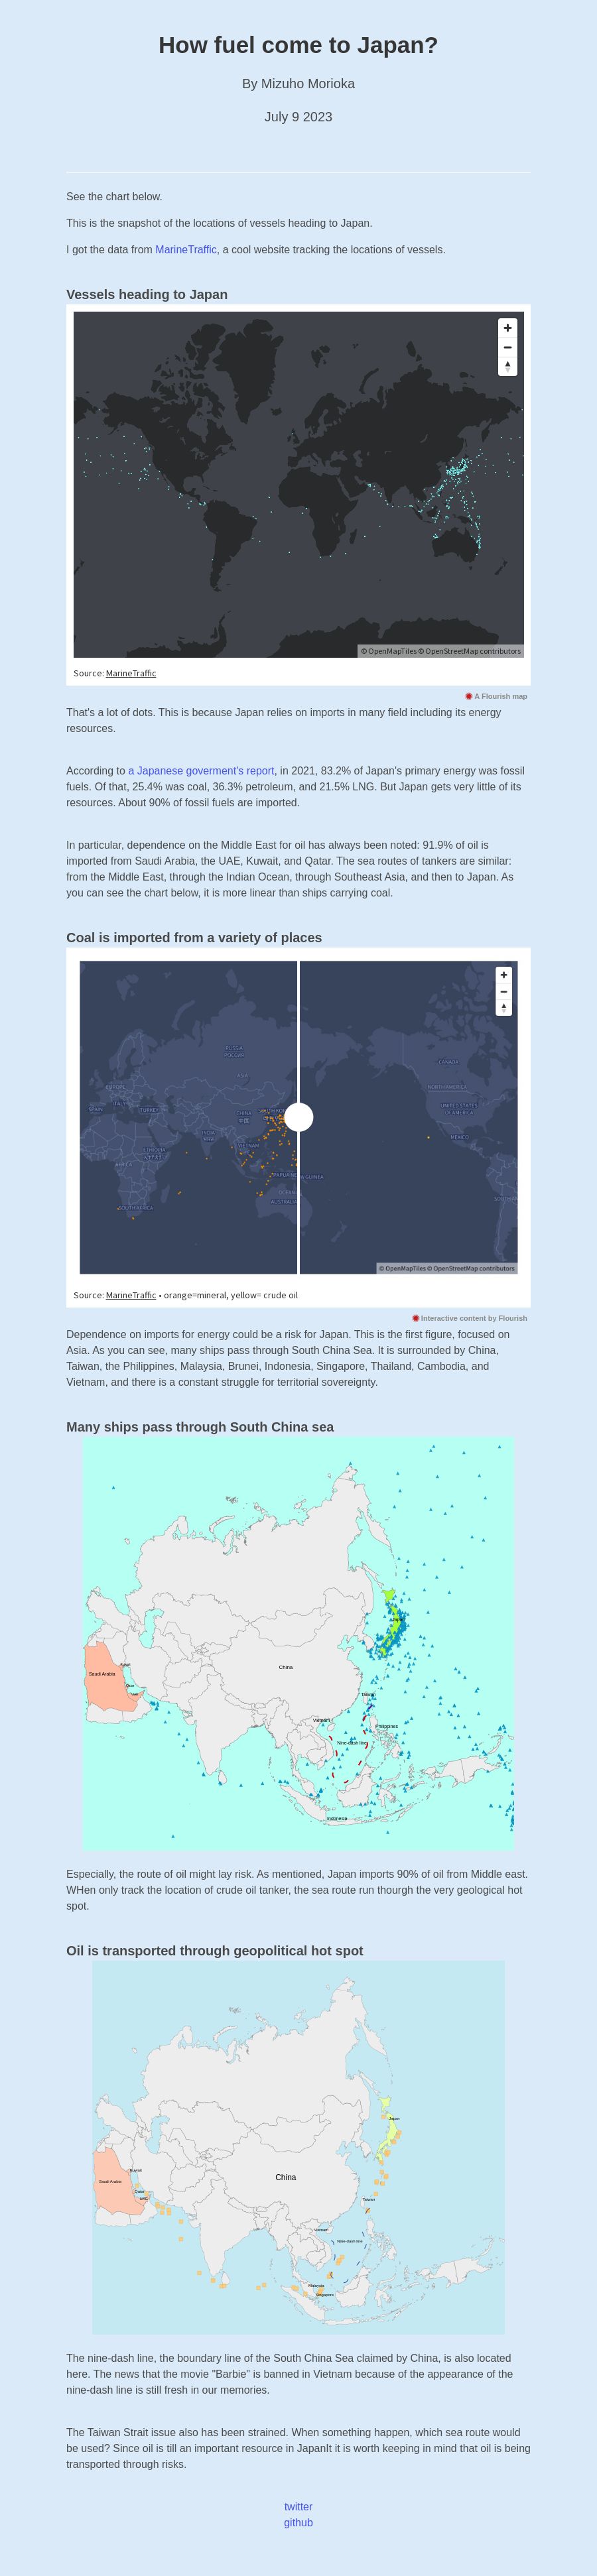 How fuel come to Japan?
By Mizuho Morioka
July 9 2023
See the chart below.
This is the snapshot of the locations of vessels heading to Japan.
I got the data from MarineTraffic, a cool website tracking the locations of vessels.
Vessels heading to Japan
© OpenMapTiles © OpenStreetMap contributors
Source: MarineTraffic
A Flourish map
That's a lot of dots. This is because Japan relies on imports in many field including its energy
resources.
According to a Japanese goverment's report, in 2021, 83.2% of Japan's primary energy was fossil
fuels. Of that, 25.4% was coal, 36.3% petroleum, and 21.5% LNG. But Japan gets very little of its
resources. About 90% of fossil fuels are imported.
In particular, dependence on the Middle East for oil has always been noted: 91.9% of oil is
imported from Saudi Arabia, the UAE, Kuwait, and Qatar. The sea routes of tankers are similar:
from the Middle East, through the Indian Ocean, through Southeast Asia, and then to Japan. As
you can see the chart below, it is more linear than ships carrying coal.
Coal is imported from a variety of places
RUSSIA
РОССИЯ
CANADA
ASIA
EUROPE
NORTH AMERICA
ITALY
SPAIN
TURKEY
UNITED STATES
OF AMERICA
CHINA
中国
MEXICO
INDIA
VIETNAM
ETHIOPIA
AFRICA
GUINEA
SOUTH AFRICA
AUSTRALIA
© OpenMapTiles © OpenStreetMap contributors
Source: MarineTraffic • orange=mineral, yellow= crude oil
Interactive content by Flourish
Dependence on imports for energy could be a risk for Japan. This is the first figure, focused on
Asia. As you can see, many ships pass through South China Sea. It is surrounded by China,
Taiwan, the Philippines, Malaysia, Brunei, Indonesia, Singapore, Thailand, Cambodia, and
Vietnam, and there is a constant struggle for territorial sovereignty.
Many ships pass through South China sea
Japan
Kuwait
China
Saudi Arabia
Taiwan
Vietnam
Philippines
Nine-dash line
Indonesia
Especially, the route of oil might lay risk. As mentioned, Japan imports 90% of oil from Middle east.
WHen only track the location of crude oil tanker, the sea route run thourgh the very geological hot
spot.
Oil is transported through geopolitical hot spot
Japan
Kuwait
China
Saudi Arabia
Qatar
UAE
Taiwan
Vietnam
Nine-dash line
Malaysia
Singapore
The nine-dash line, the boundary line of the South China Sea claimed by China, is also located
here. The news that the movie "Barbie" is banned in Vietnam because of the appearance of the
nine-dash line is still fresh in our memories.
The Taiwan Strait issue also has been strained. When something happen, which sea route would
be used? Since oil is till an important resource in JapanIt it is worth keeping in mind that oil is being
transported through risks.
twitter
github